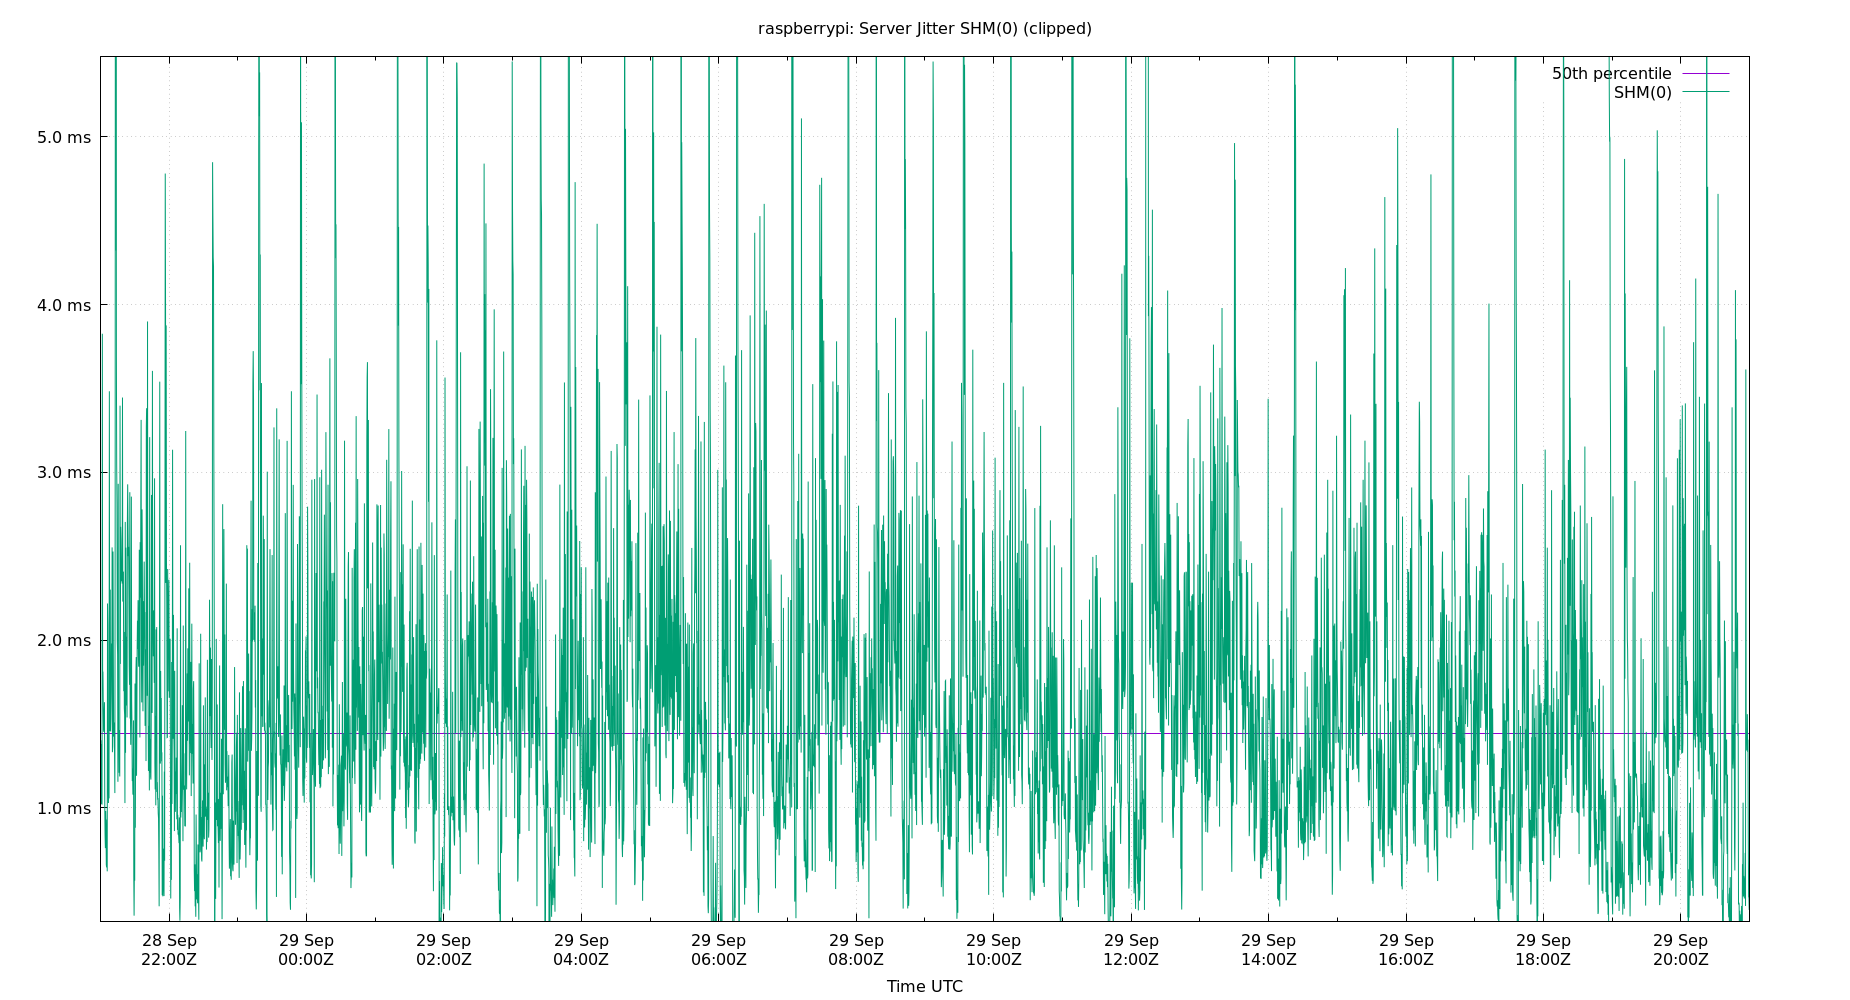 raspberrypi: Server Jitter SHM(0) (clipped)
50th percentile
SHM(0)
5.0 ms
4.0 ms
3.0 ms
2.0 ms
1.0 ms
28 Sep 29 Sep 29 Sep 29 Sep 29 Sep 29 Sep 29 Sep 29 Sep 29 Sep 29 Sep 29 Sep 29 Sep
22:00Z 00:00Z 02:00Z 04:00Z 06:00Z 08:00Z 10:00Z 12:00Z 14:00Z 16:00Z 18:00Z 20:00Z
Time UTC